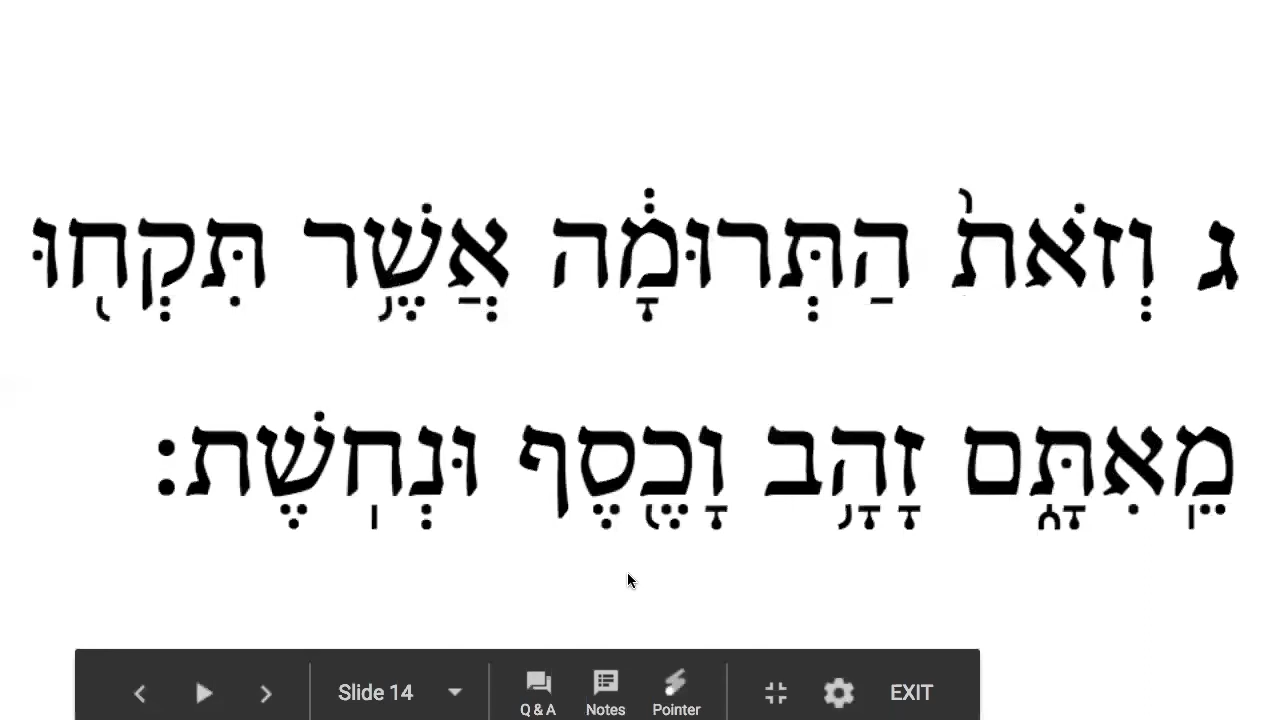 ג וְזֹאת֙ הַתְּרוּמָ֔ה אֲשֶׁ֥ר תִּקְח֖וּ
מֵֽאִתָּ֑ם זָהָ֥ב וָכֶ֖סֶף וּנְחֹֽשֶׁת׃
Slide 14
Q & A
Notes
Pointer
EXIT